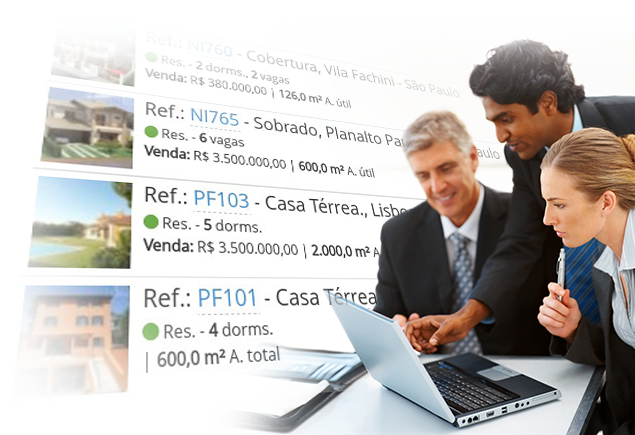 Ref.: NI760 - Cobertura, Vila Fachini - São Paulo
Res. - 2 dorms., 2 vagas
Venda: R$ 380.000,00 | 126,0 m² A. útil
Ref.: NI765 - Sobrado, Planalto Pau Paulo
Res. - 6 vagas
Venda: R$ 3.500.000,00 | 600,0 m² A. útil
Ref.: PF103 - Casa Térrea., Lisbo
Res. - 5 dorms.
Venda: R$ 3.500.000,00 | 2.000,0 m² A
Ref.: PF101 - Casa Térrea
Res. - 4 dorms.
| 600,0 m² A. total